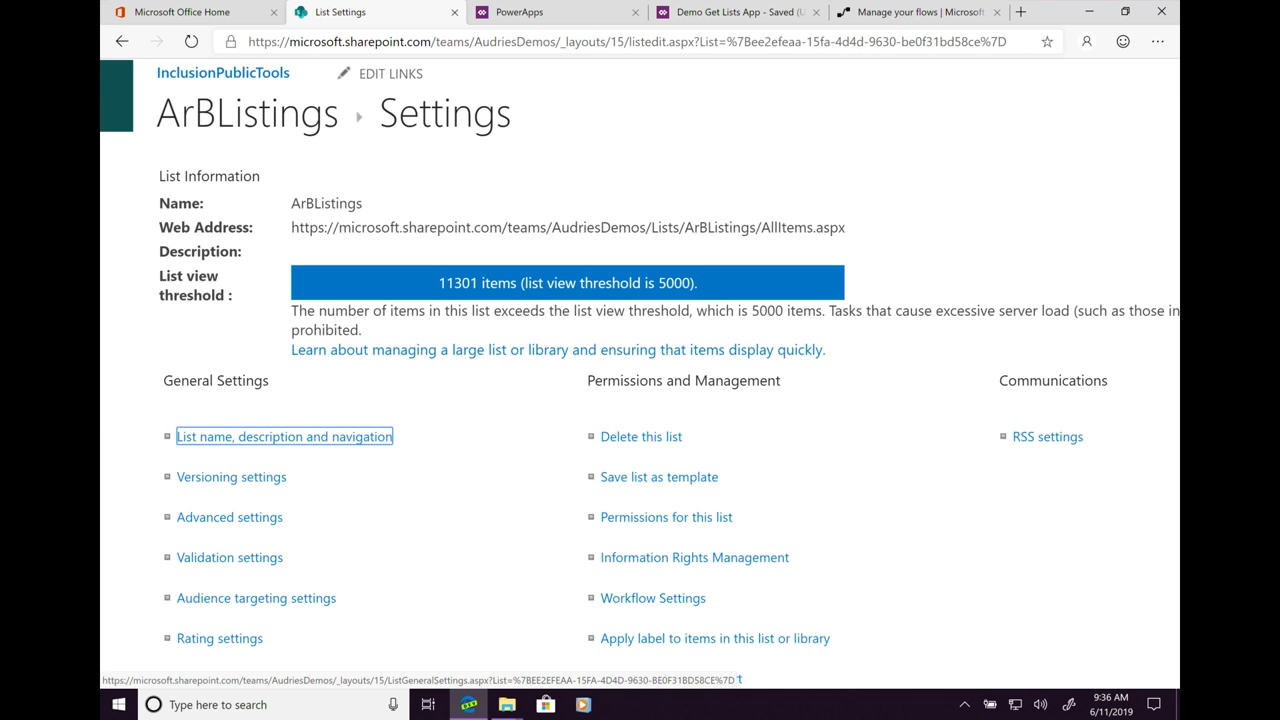 Microsoft Office Home
List Settings
PowerApps
Demo Get Lists App - Saved (U
Manage your flows | Microsoft
https://microsoft.sharepoint.com/teams/AudriesDemos/_layouts/15/listedit.aspx?List=%7Bee2efeaa-15fa-4d4d-9630-be0f31bd58ce%7D
InclusionPublicTools
EDIT LINKS
ArBListings Settings
List Information
Name: ArBListings
Web Address: https://microsoft.sharepoint.com/teams/AudriesDemos/Lists/ArBListings/AllItems.aspx
Description:
List view
threshold :
11301 items (list view threshold is 5000).
The number of items in this list exceeds the list view threshold, which is 5000 items. Tasks that cause excessive server load (such as those in
prohibited.
Learn about managing a large list or library and ensuring that items display quickly.
General Settings
Permissions and Management
Communications
List name, description and navigation
Delete this list
RSS settings
Versioning settings
Save list as template
Advanced settings
Permissions for this list
Validation settings
Information Rights Management
Audience targeting settings
Workflow Settings
Rating settings
Apply label to items in this list or library
https://microsoft.sharepoint.com/teams/AudriesDemos/_layouts/15/ListGeneralSettings.aspx?List=%7BEE2EFEAA-15FA-4D4D-9630-BE0F31BD58CE%7D
Type here to search
9:36 AM
6/11/2019